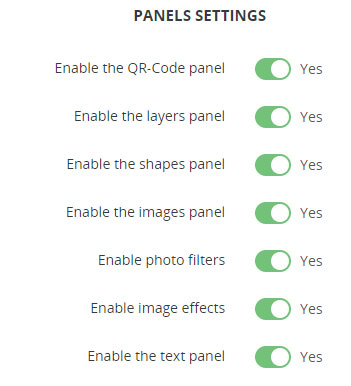 PANELS SETTINGS
Enable the QR-Code panel Yes
Enable the layers panel Yes
Enable the shapes panel Yes
Enable the images panel Yes
Enable photo filters Yes
Enable image effects Yes
Enable the text panel Yes